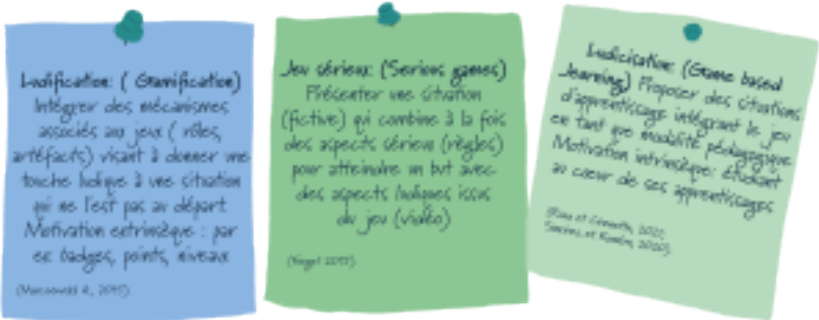 Ludification: ( Gamification)
Intégrer des mécanismes
associés aux jeux ( rôles,
artéfacts) visant à donner une
touche ludique à une situation
qui ne l'est pas au départ.
Motivation extrinsèque : par
ex: badges, points, niveaux
2015).
Jeu sérieux: ("Serious games)
Présenter une situation
(fictive) qui combine à la fois
des aspects sérieux (règles)
pour atteindre un but avec
des aspects ludiques issus
du jeu (vidéo)
Ludicisation: (Game based
learning) Proposer des situations
d'apprentissage intégrant le jeu
en tant que modalité pédagogique
Motivation intrinsèque: étudiant
au cœur de ses apprentissages